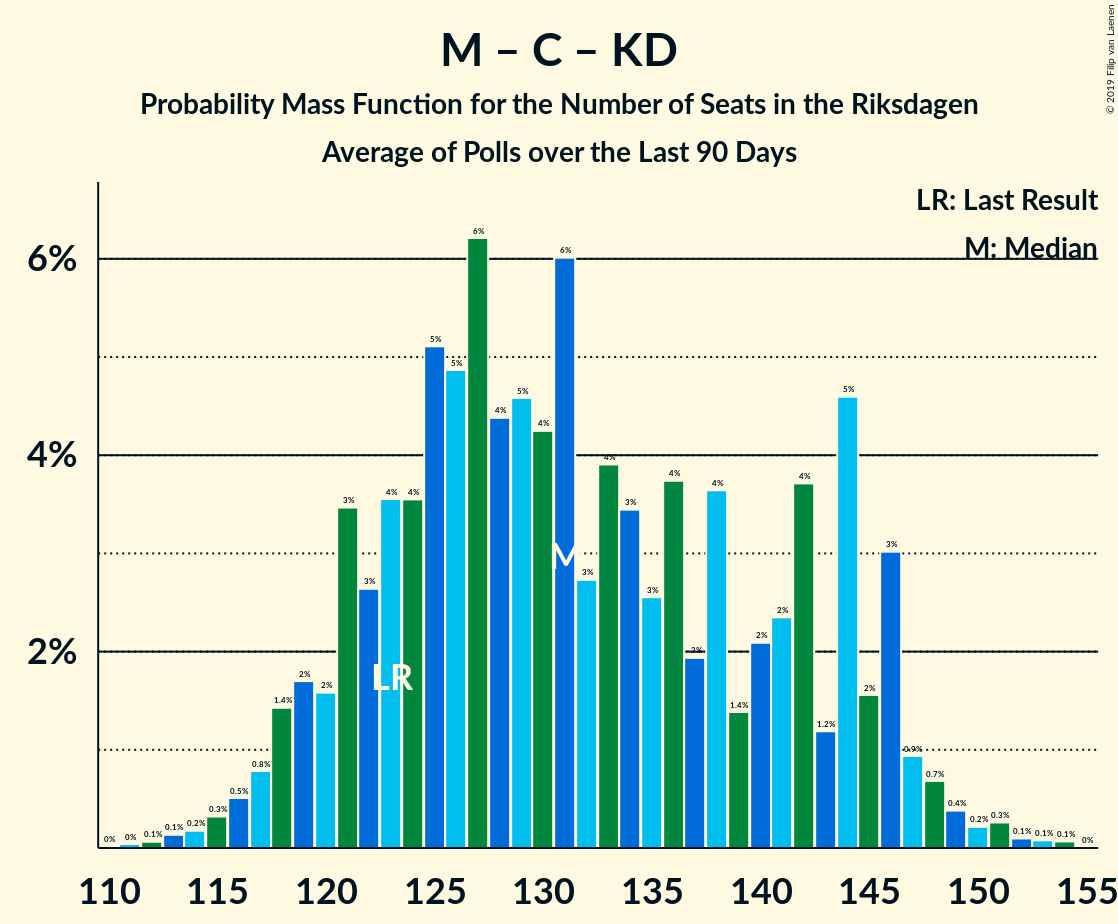 M – C – KD
Probability Mass Function for the Number of Seats in the Riksdagen
Average of Polls over the Last 90 Days
© 2019 Filip van Laenen
LR: Last Result
M: Median
6%
4%
2%
0% 0% 0.1% 0.1% 0.2% 0.3% 0.5% 0.8% 1.4% 2% 2% 3% 3% 4% 4% 5% 5% 6% 4% 5% 4% 6% 3% 4% 3% 3% 4% 2% 4% 1.4% 2% 2% 4% 1.2% 5% 2% 3% 0.9% 0.7% 0.4% 0.2% 0.3% 0.1% 0.1% 0.1% 0%
LR
M
110 115 120 125 130 135 140 145 150 155